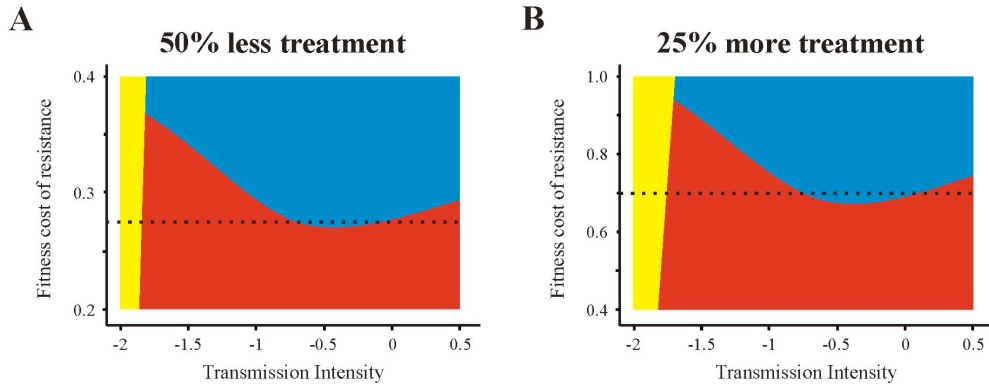 A
50% less treatment
Fitness cost of resistance
0.4
0.3
0.2
-2 -1.5 -1 -0.5 0 0.5
Transmission Intensity
B
25% more treatment
Fitness cost of resistance
1.0
0.8
0.6
0.4
-2 -1.5 -1 -0.5 0 0.5
Transmission Intensity